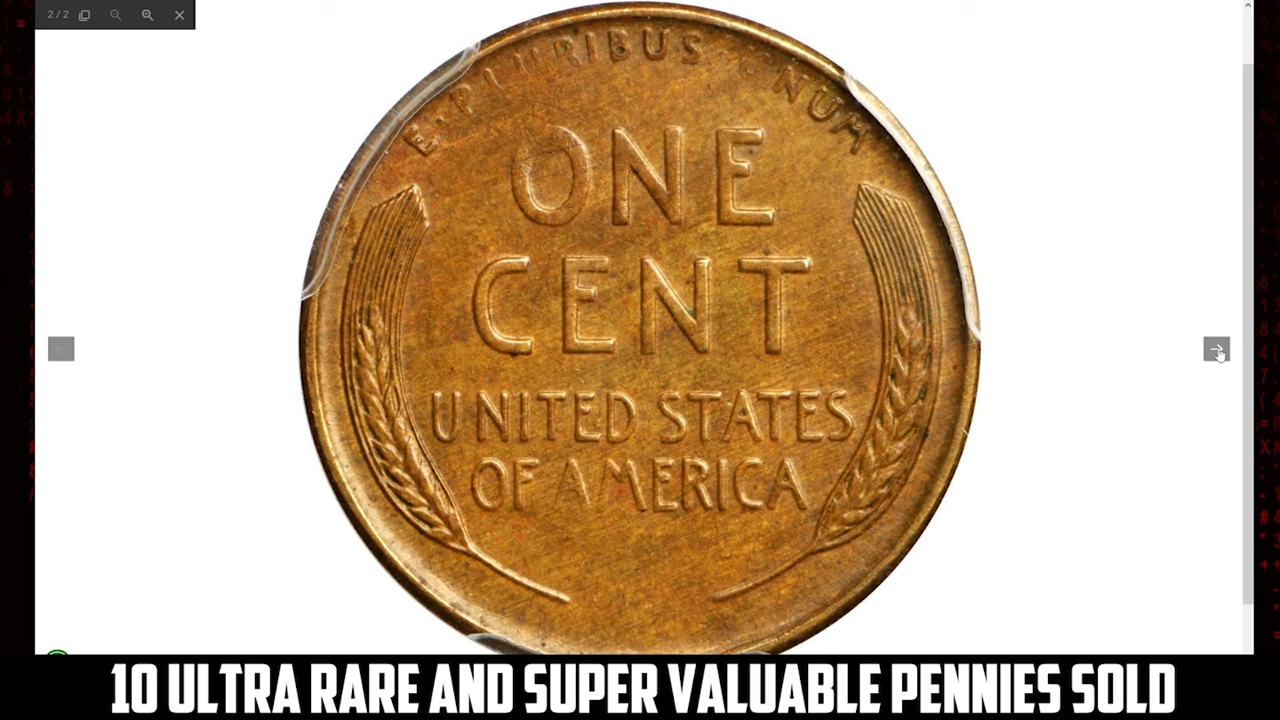 2 / 2
E · PLURIBUS · UNUM
ONE
CENT
UNITED STATES
OF AMERICA
10 ULTRA RARE AND SUPER VALUABLE PENNIES SOLD